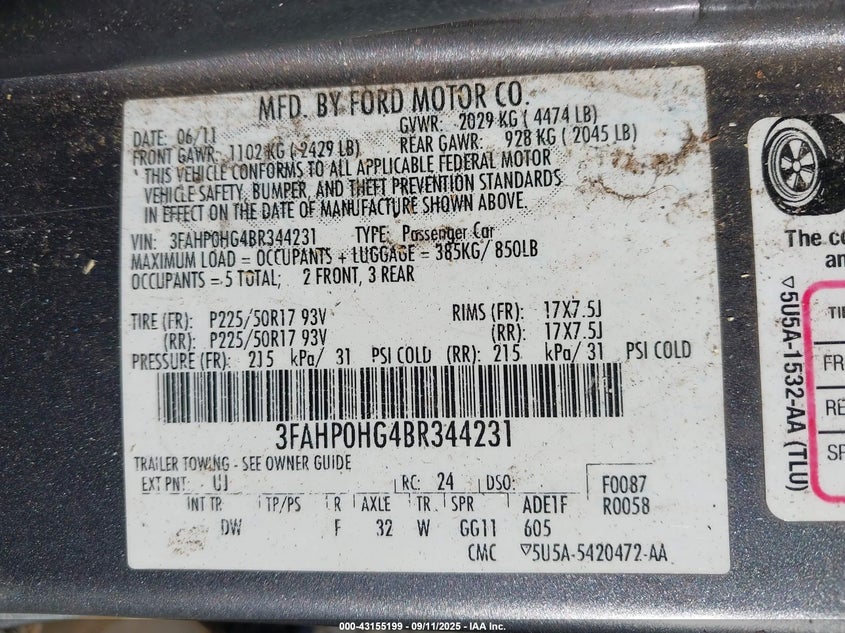 MFD. BY FORD MOTOR CO.
DATE: 06/11 GVWR: 2029 KG ( 4474 LB)
FRONT GAWR: 1102 KG ( 2429 LB) REAR GAWR: 928 KG ( 2045 LB)
THIS VEHICLE CONFORMS TO ALL APPLICABLE FEDERAL MOTOR
VEHICLE SAFETY, BUMPER, AND THEFT PREVENTION STANDARDS
IN EFFECT ON THE DATE OF MANUFACTURE SHOWN ABOVE.
VIN: 3FAHP0HG4BR344231 TYPE: Passenger Car
MAXIMUM LOAD = OCCUPANTS + LUGGAGE = 385KG/ 850LB
OCCUPANTS = 5 TOTAL; 2 FRONT, 3 REAR
TIRE (FR): P225/50R17 93V RIMS (FR): 17X7.5J
(RR): P225/50R17 93V (RR): 17X7.5J
PRESSURE (FR): 215 kPa/ 31 PSI COLD (RR): 215 kPa/ 31 PSI COLD
3FAHP0HG4BR344231
TRAILER TOWING - SEE OWNER GUIDE
EXT PNT: UJ RC: 24 DSO: F0087
INT TR TP/PS R AXLE TR SPR ADE1F R0058
DW F 32 W GG11 605
CMC ▽5U5A-5420472-AA
The co
an
▽5U5A-1532-AA (TLU)
TI
FR
RE
SP
000-43155199 - 09/11/2025 - IAA Inc.